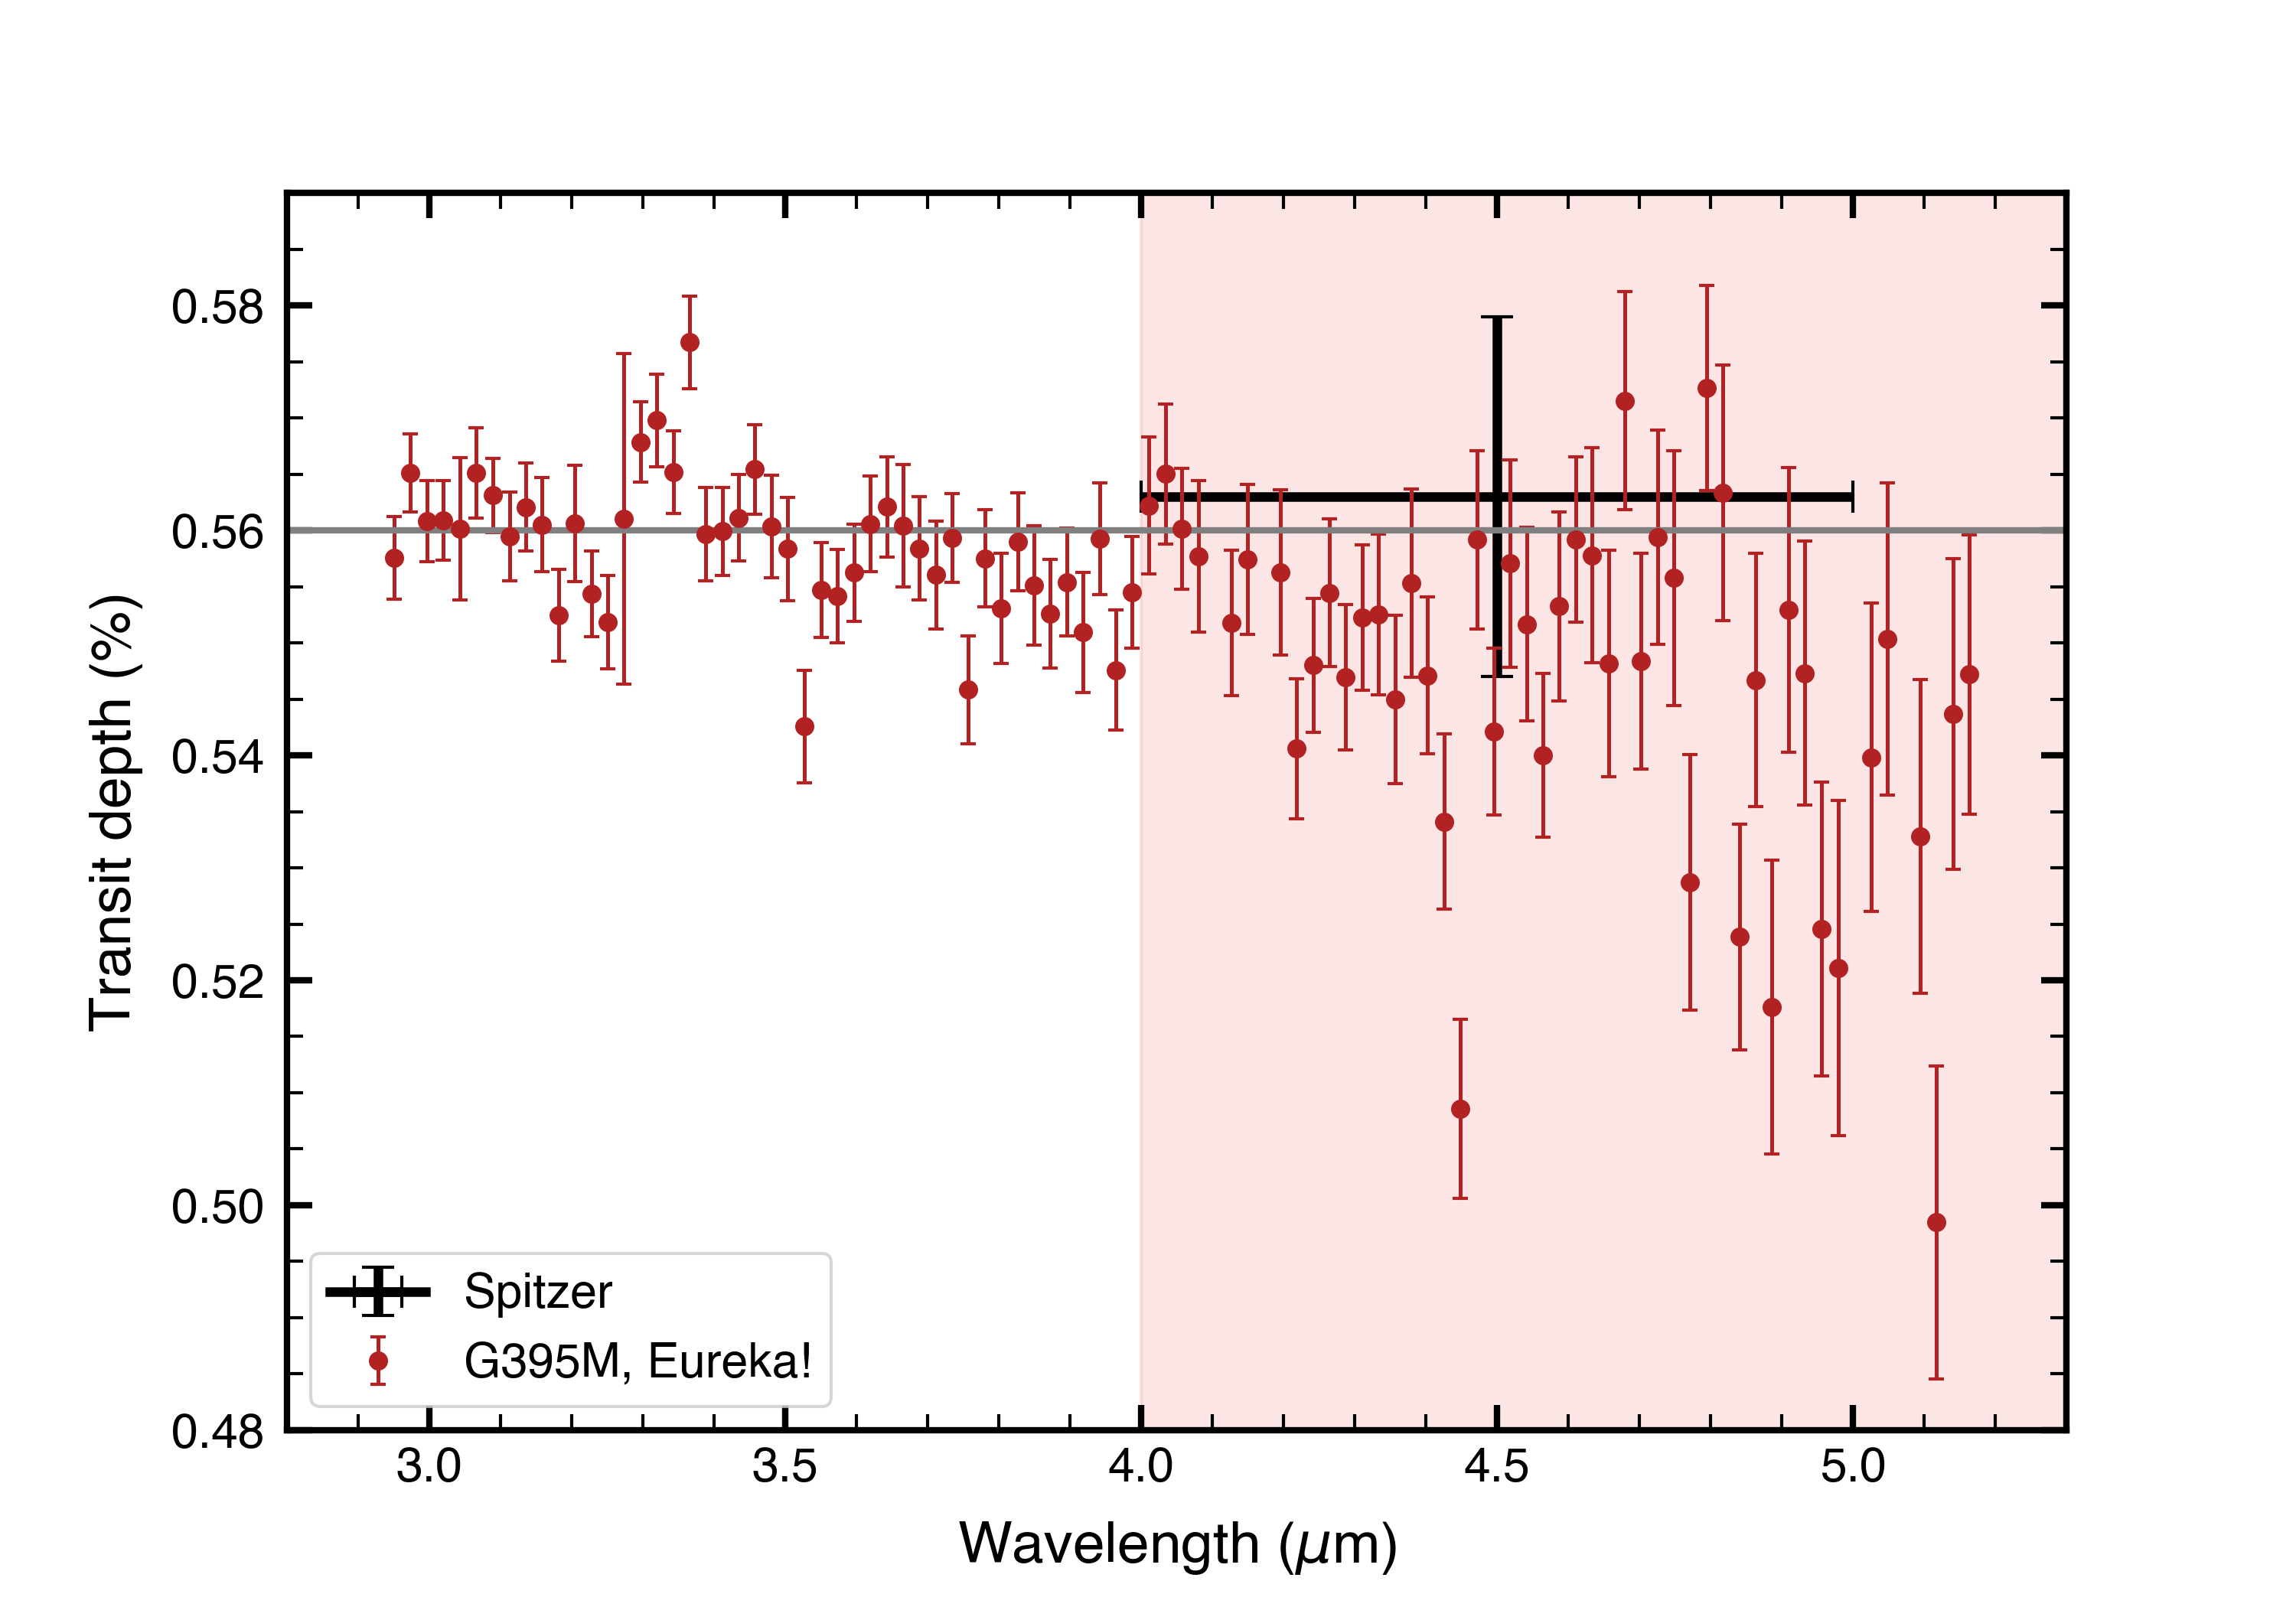 0.58
0.56
0.54
0.52
0.50
0.48
Transit depth (%)
Spitzer
G395M, Eureka!
3.0 3.5 4.0 4.5 5.0
Wavelength (μm)